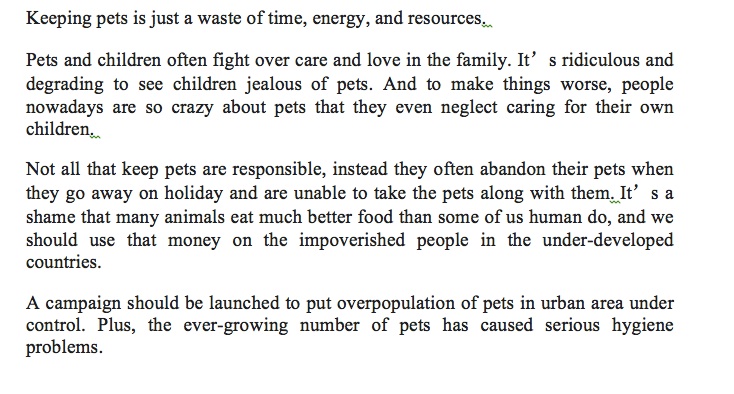 Keeping pets is just a waste of time, energy, and resources.
Pets and children often fight over care and love in the family. It’ s ridiculous and
degrading to see children jealous of pets. And to make things worse, people
nowadays are so crazy about pets that they even neglect caring for their own
children.
Not all that keep pets are responsible, instead they often abandon their pets when
they go away on holiday and are unable to take the pets along with them. It’ s a
shame that many animals eat much better food than some of us human do, and we
should use that money on the impoverished people in the under-developed
countries.
A campaign should be launched to put overpopulation of pets in urban area under
control. Plus, the ever-growing number of pets has caused serious hygiene
problems.